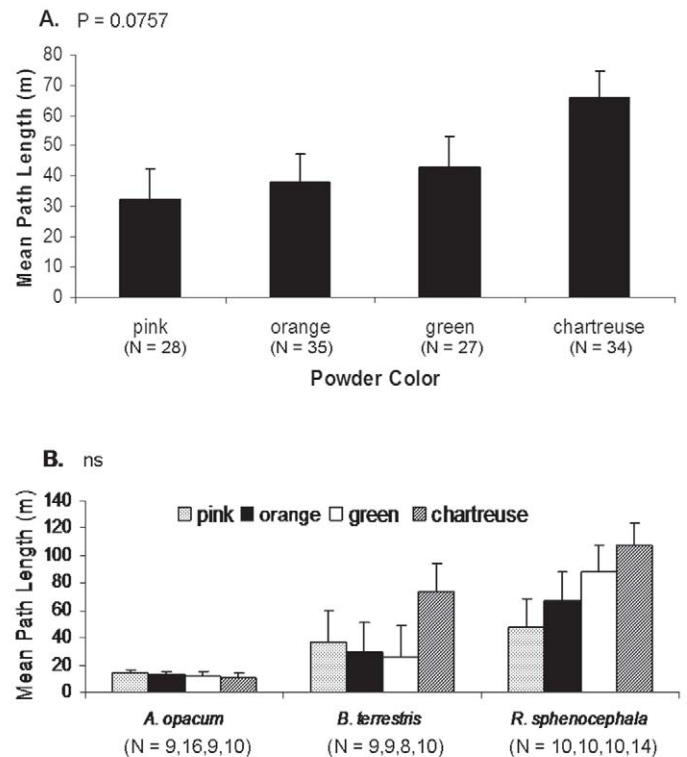 A. P = 0.0757
Mean Path Length (m)
80
70
60
50
40
30
20
10
0
pink orange green chartreuse
(N = 28) (N = 35) (N = 27) (N = 34)
Powder Color
B. ns
Mean Path Length (m)
140
120
100
80
60
40
20
0
pink orange green chartreuse
A. opacum B. terrestris R. sphenocephala
(N = 9,16,9,10) (N = 9,9,8,10) (N = 10,10,10,14)